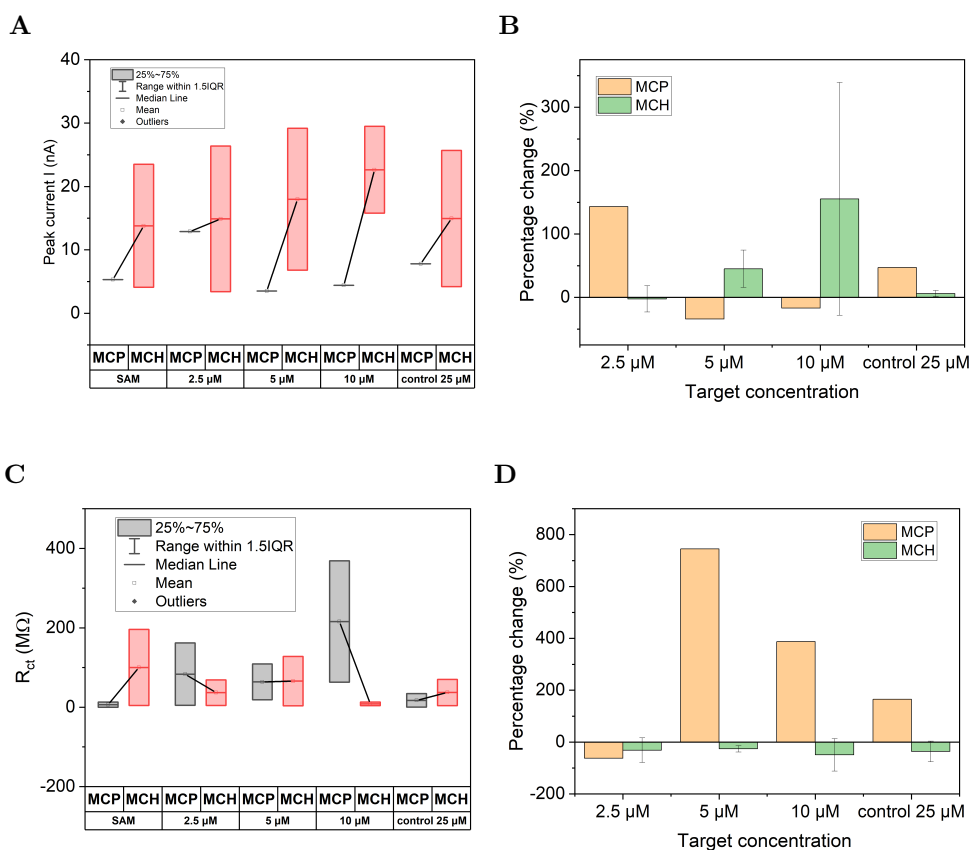 A
Peak current I (nA)
40
30
20
10
0
25%~75%
Range within 1.5IQR
Median Line
Mean
Outliers
MCP MCH MCP MCH MCP MCH MCP MCH MCP MCH
SAM 2.5 µM 5 µM 10 µM control 25 µM
B
Percentage change (%)
300
200
100
0
MCP
MCH
2.5 µM 5 µM 10 µM control 25 µM
Target concentration
C
Rct (MΩ)
400
200
0
-200
25%~75%
Range within 1.5IQR
Median Line
Mean
Outliers
MCP MCH MCP MCH MCP MCH MCP MCH MCP MCH
SAM 2.5 µM 5 µM 10 µM control 25 µM
D
Percentage change (%)
800
600
400
200
0
-200
MCP
MCH
2.5 µM 5 µM 10 µM control 25 µM
Target concentration